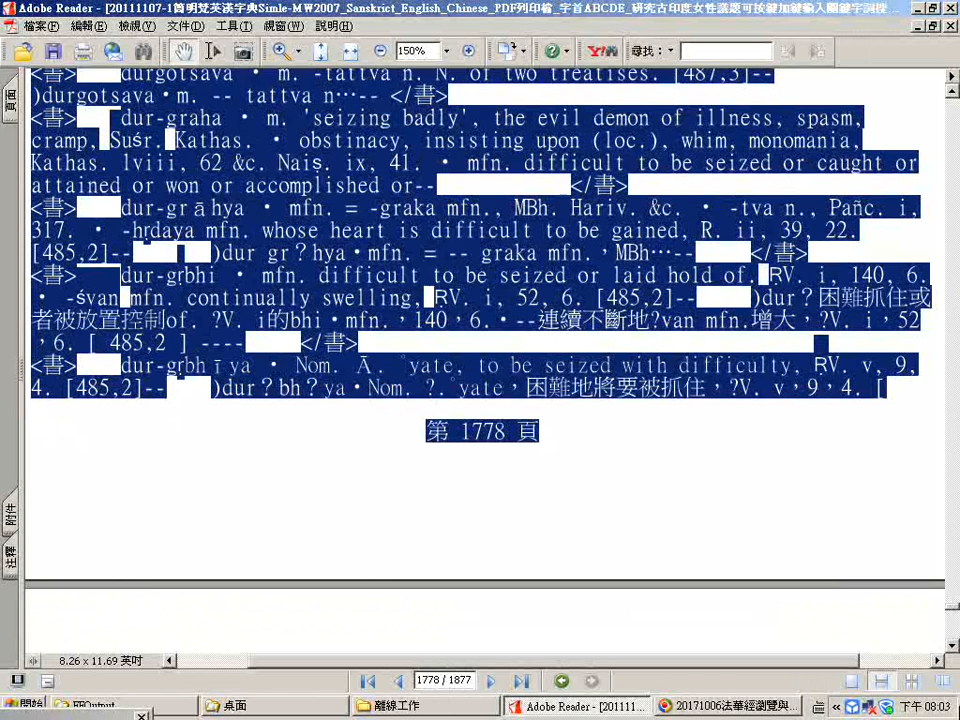 Adobe Reader - [20111107-1簡明梵英漢字典Simle-MW2007_Sanskrict_English_Chinese_PDF列印檔_字首ABCDE_研究古印度女性議題可按鍵加鍵輸入關鍵字詞搜
檔案(F) 編輯(E) 檢視(V) 文件(D) 工具(T) 視窗(W) 說明(H)
150% 尋找:
頁面
<書> durgotsava • m. -tattva n. N. of two treatises. [487,3]--
)durgotsava•m. -- tattva n…-- </書>
<書> dur-graha • m. 'seizing badly', the evil demon of illness, spasm,
cramp, Suśr. Kathas. • obstinacy, insisting upon (loc.), whim, monomania,
Kathas. lviii, 62 &c. Naiṣ. ix, 41. • mfn. difficult to be seized or caught or
attained or won or accomplished or-- </書>
<書> dur-grāhya • mfn. = -graka mfn., MBh. Hariv. &c. • -tva n., Pañc. i,
317. • -hṛdaya mfn. whose heart is difficult to be gained, R. ii, 39, 22.
[485,2]-- )dur gr？hya•mfn. = -- graka mfn.，MBh…-- </書>
<書> dur-gṛbhi • mfn. difficult to be seized or laid hold of. RV. i, 140, 6.
• -śvan mfn. continually swelling, RV. i, 52, 6. [485,2]-- )dur？困難抓住或
者被放置控制of. ?V. i的bhi•mfn.，140，6.•--連續不斷地?van mfn.增大，?V. i，52
，6. [ 485,2 ] ---- </書>
<書> dur-gṛbhīya • Nom. Ā. ゜yate, to be seized with difficulty, RV. v, 9,
4. [485,2]-- )dur？bh？ya•Nom. ?.゜yate，困難地將要被抓住，?V. v，9，4. [
第 1778 頁
附件
注釋
8.26 x 11.69 英吋
1778 / 1877
開始 FFOutput 桌面 離線工作 Adobe Reader - [201111... 20171006法華經瀏覽與... 下午 08:03